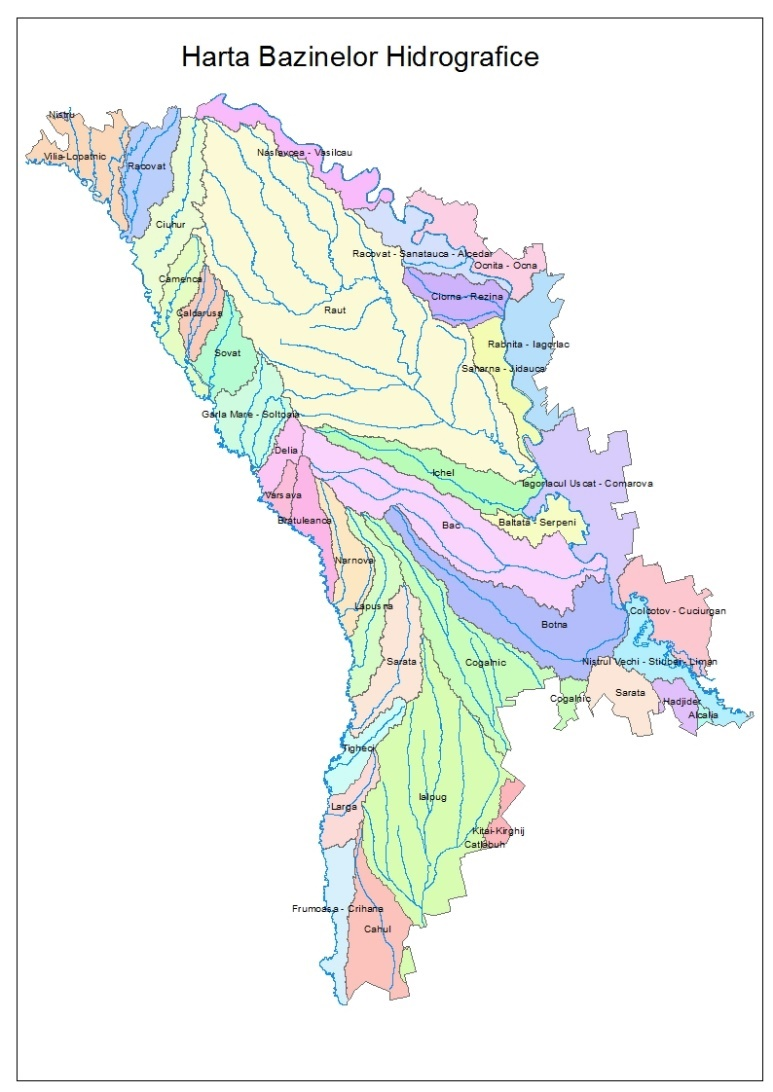 Harta Bazinelor Hidrografice
Nistru
Naslavcea - Vasilcau
Vilia-Lopatnic
Racovat
Ciuhur
Racovat - Sanatauca - Alcedar
Ocnita - Ocna
Camenca
Ciorna - Rezina
Raut
Caldarusa
Rabnita - Iagorlac
Sovat
Saharna - Jidauca
Garla Mare - Soltoaia
Delia
Ichel
Iagorlacul Uscat - Comarova
Varsava
Bratuleanca
Bac
Baltata - Serpeni
Narnova
Lapusna
Colcotov - Cuciurgan
Botna
Sarata
Cogalnic
Nistrul Vechi - Stidber- Liman
Sarata
Cogalnic
Hadjider
Alcalia
Tigheci
Ialpug
Larga
Kitai-Kirghij
Catlabuh
Frumoasa - Crihana
Cahul